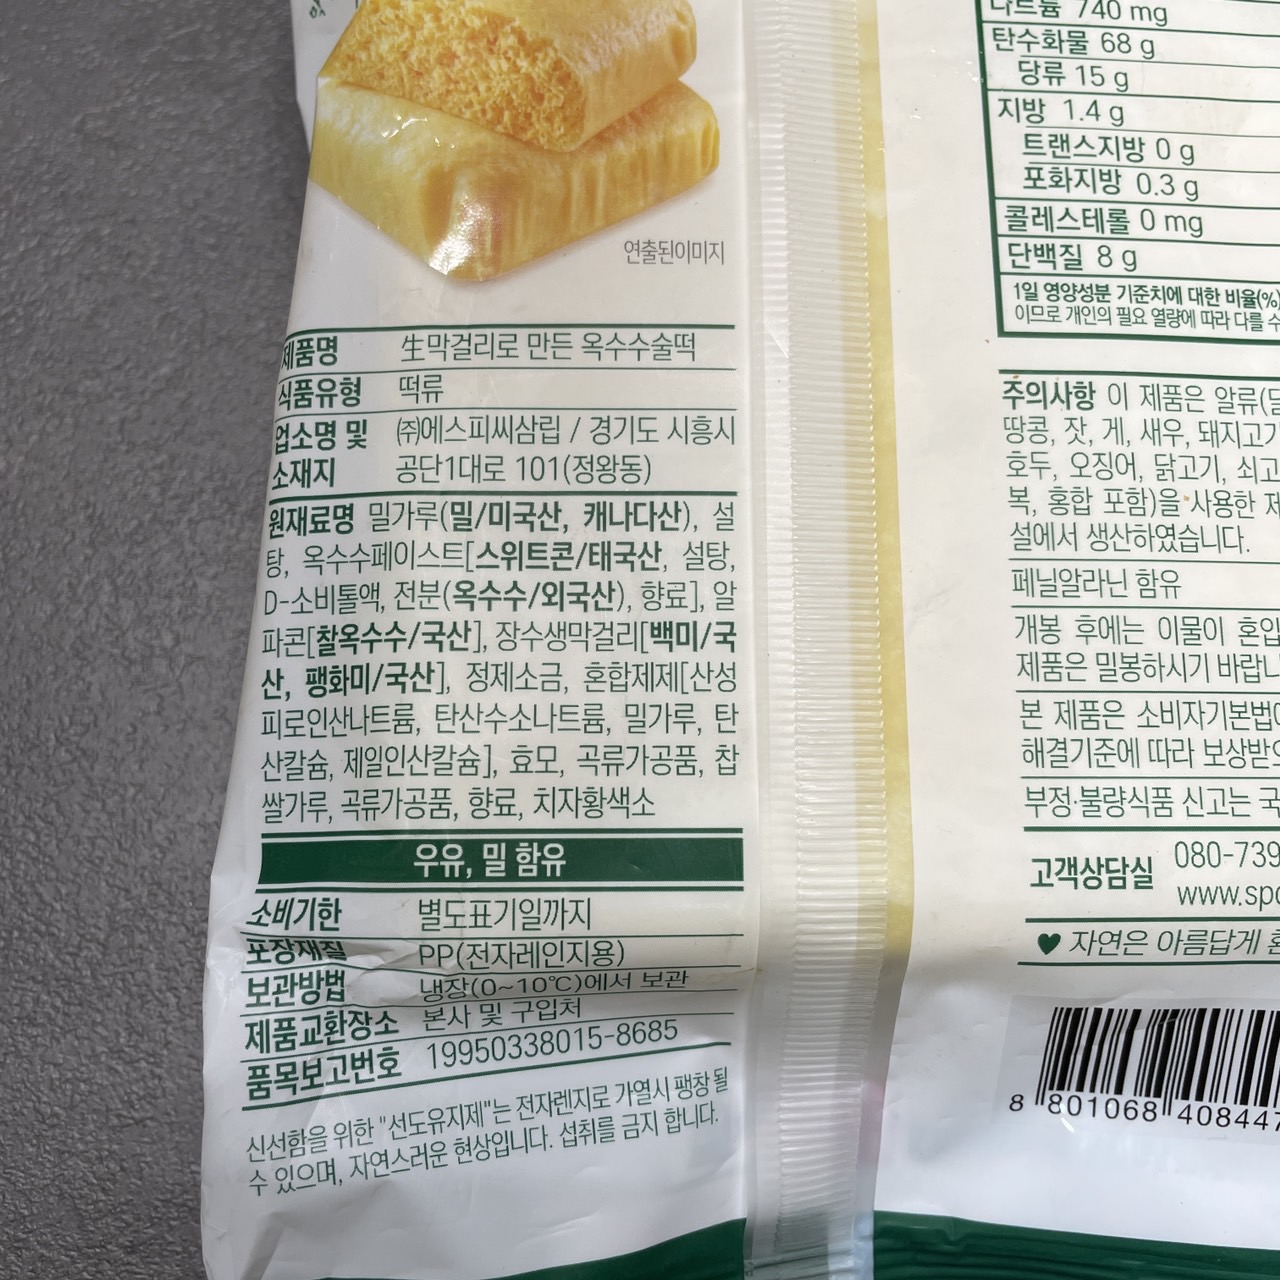 연출된이미지
제품명 生막걸리로 만든 옥수수술떡
식품유형 떡류
업소명 및 ㈜에스피씨삼립 / 경기도 시흥시
소재지 공단1대로 101(정왕동)
원재료명 밀가루(밀/미국산, 캐나다산), 설
탕, 옥수수페이스트[스위트콘/태국산, 설탕,
D-소비톨액, 전분(옥수수/외국산), 향료], 알
파콘[찰옥수수/국산], 장수생막걸리[백미/국
산, 팽화미/국산], 정제소금, 혼합제제[산성
피로인산나트륨, 탄산수소나트륨, 밀가루, 탄
산칼슘, 제일인산칼슘], 효모, 곡류가공품, 찹
쌀가루, 곡류가공품, 향료, 치자황색소
우유, 밀 함유
소비기한 별도표기일까지
포장재질 PP(전자레인지용)
보관방법 냉장(0~10℃)에서 보관
제품교환장소 본사 및 구입처
품목보고번호 19950338015-8685
신선함을 위한 "선도유지제"는 전자렌지로 가열시 팽창 될
수 있으며, 자연스러운 현상입니다. 섭취를 금지 합니다.
나트륨 740 mg
탄수화물 68 g
당류 15 g
지방 1.4 g
트랜스지방 0 g
포화지방 0.3 g
콜레스테롤 0 mg
단백질 8 g
1일 영양성분 기준치에 대한 비율(%)
이므로 개인의 필요 열량에 따라 다를 수
주의사항 이 제품은 알류(
땅콩, 잣, 게, 새우, 돼지고기
호두, 오징어, 닭고기, 쇠고
복, 홍합 포함)을 사용한 제
설에서 생산하였습니다.
페닐알라닌 함유
개봉 후에는 이물이 혼입
제품은 밀봉하시기 바랍니
본 제품은 소비자기본법에
해결기준에 따라 보상받으
부정·불량식품 신고는 국
고객상담실 080-739
www.spc
♥ 자연은 아름답게 환
8 801068 408447